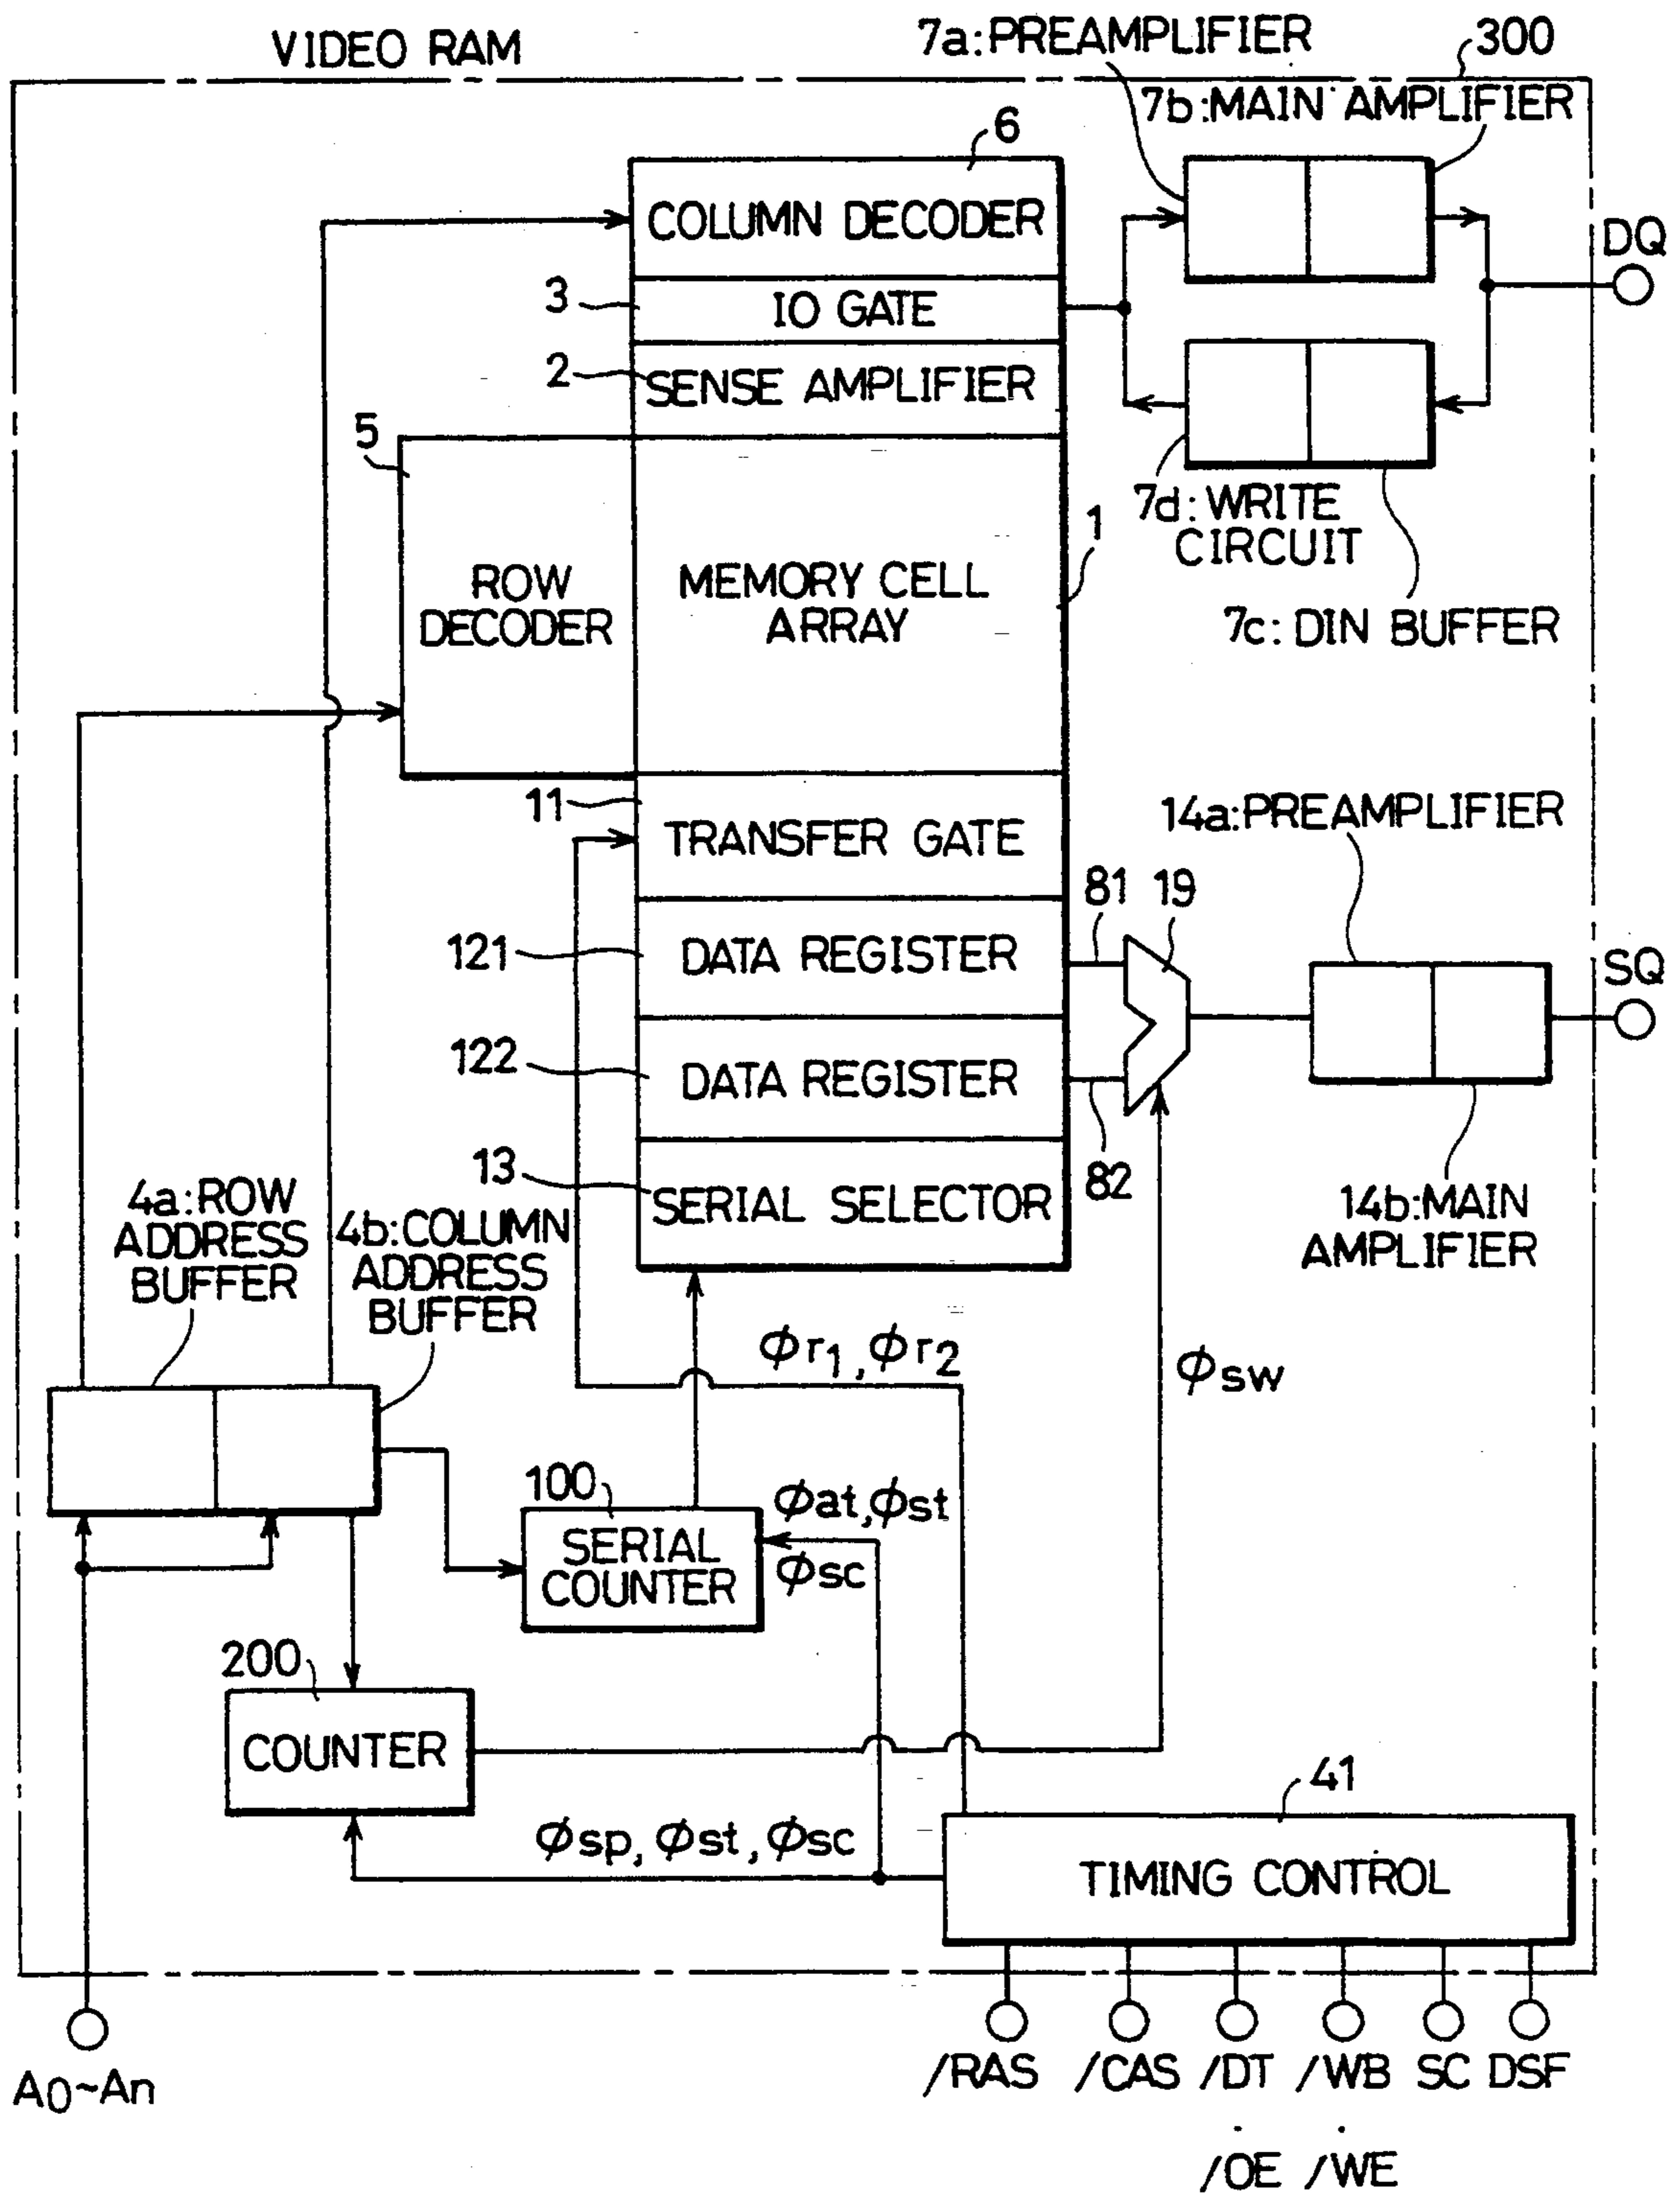 VIDEO RAM
7a:PREAMPLIFIER
300
7b:MAIN AMPLIFIER
6
COLUMN DECODER
DQ
3
IO GATE
2
SENSE AMPLIFIER
5
7d:WRITE
CIRCUIT
1
ROW
DECODER
MEMORY CELL
ARRAY
7c: DIN BUFFER
11
TRANSFER GATE
14a:PREAMPLIFIER
81
19
121
DATA REGISTER
SQ
122
DATA REGISTER
13
SERIAL SELECTOR
82
14b:MAIN
AMPLIFIER
4a:ROW
ADDRESS
BUFFER
4b:COLUMN
ADDRESS
BUFFER
ϕr1, ϕr2
ϕsw
100
SERIAL
COUNTER
ϕat, ϕst
ϕsc
200
COUNTER
41
ϕsp, ϕst, ϕsc
TIMING CONTROL
A0~An
/RAS /CAS /DT /WB SC DSF
/OE /WE